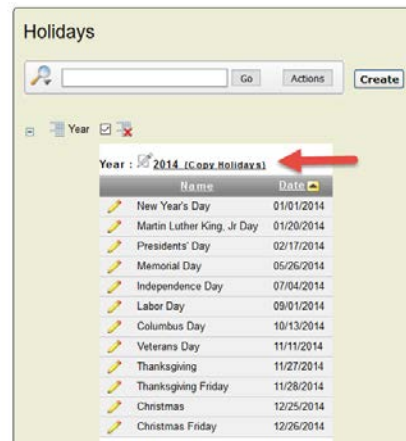 Holidays
Go Actions Create
Year
Year : 2014 (Copy Holidays)
Name Date
New Year's Day 01/01/2014
Martin Luther King, Jr Day 01/20/2014
Presidents' Day 02/17/2014
Memorial Day 05/26/2014
Independence Day 07/04/2014
Labor Day 09/01/2014
Columbus Day 10/13/2014
Veterans Day 11/11/2014
Thanksgiving 11/27/2014
Thanksgiving Friday 11/28/2014
Christmas 12/25/2014
Christmas Friday 12/26/2014